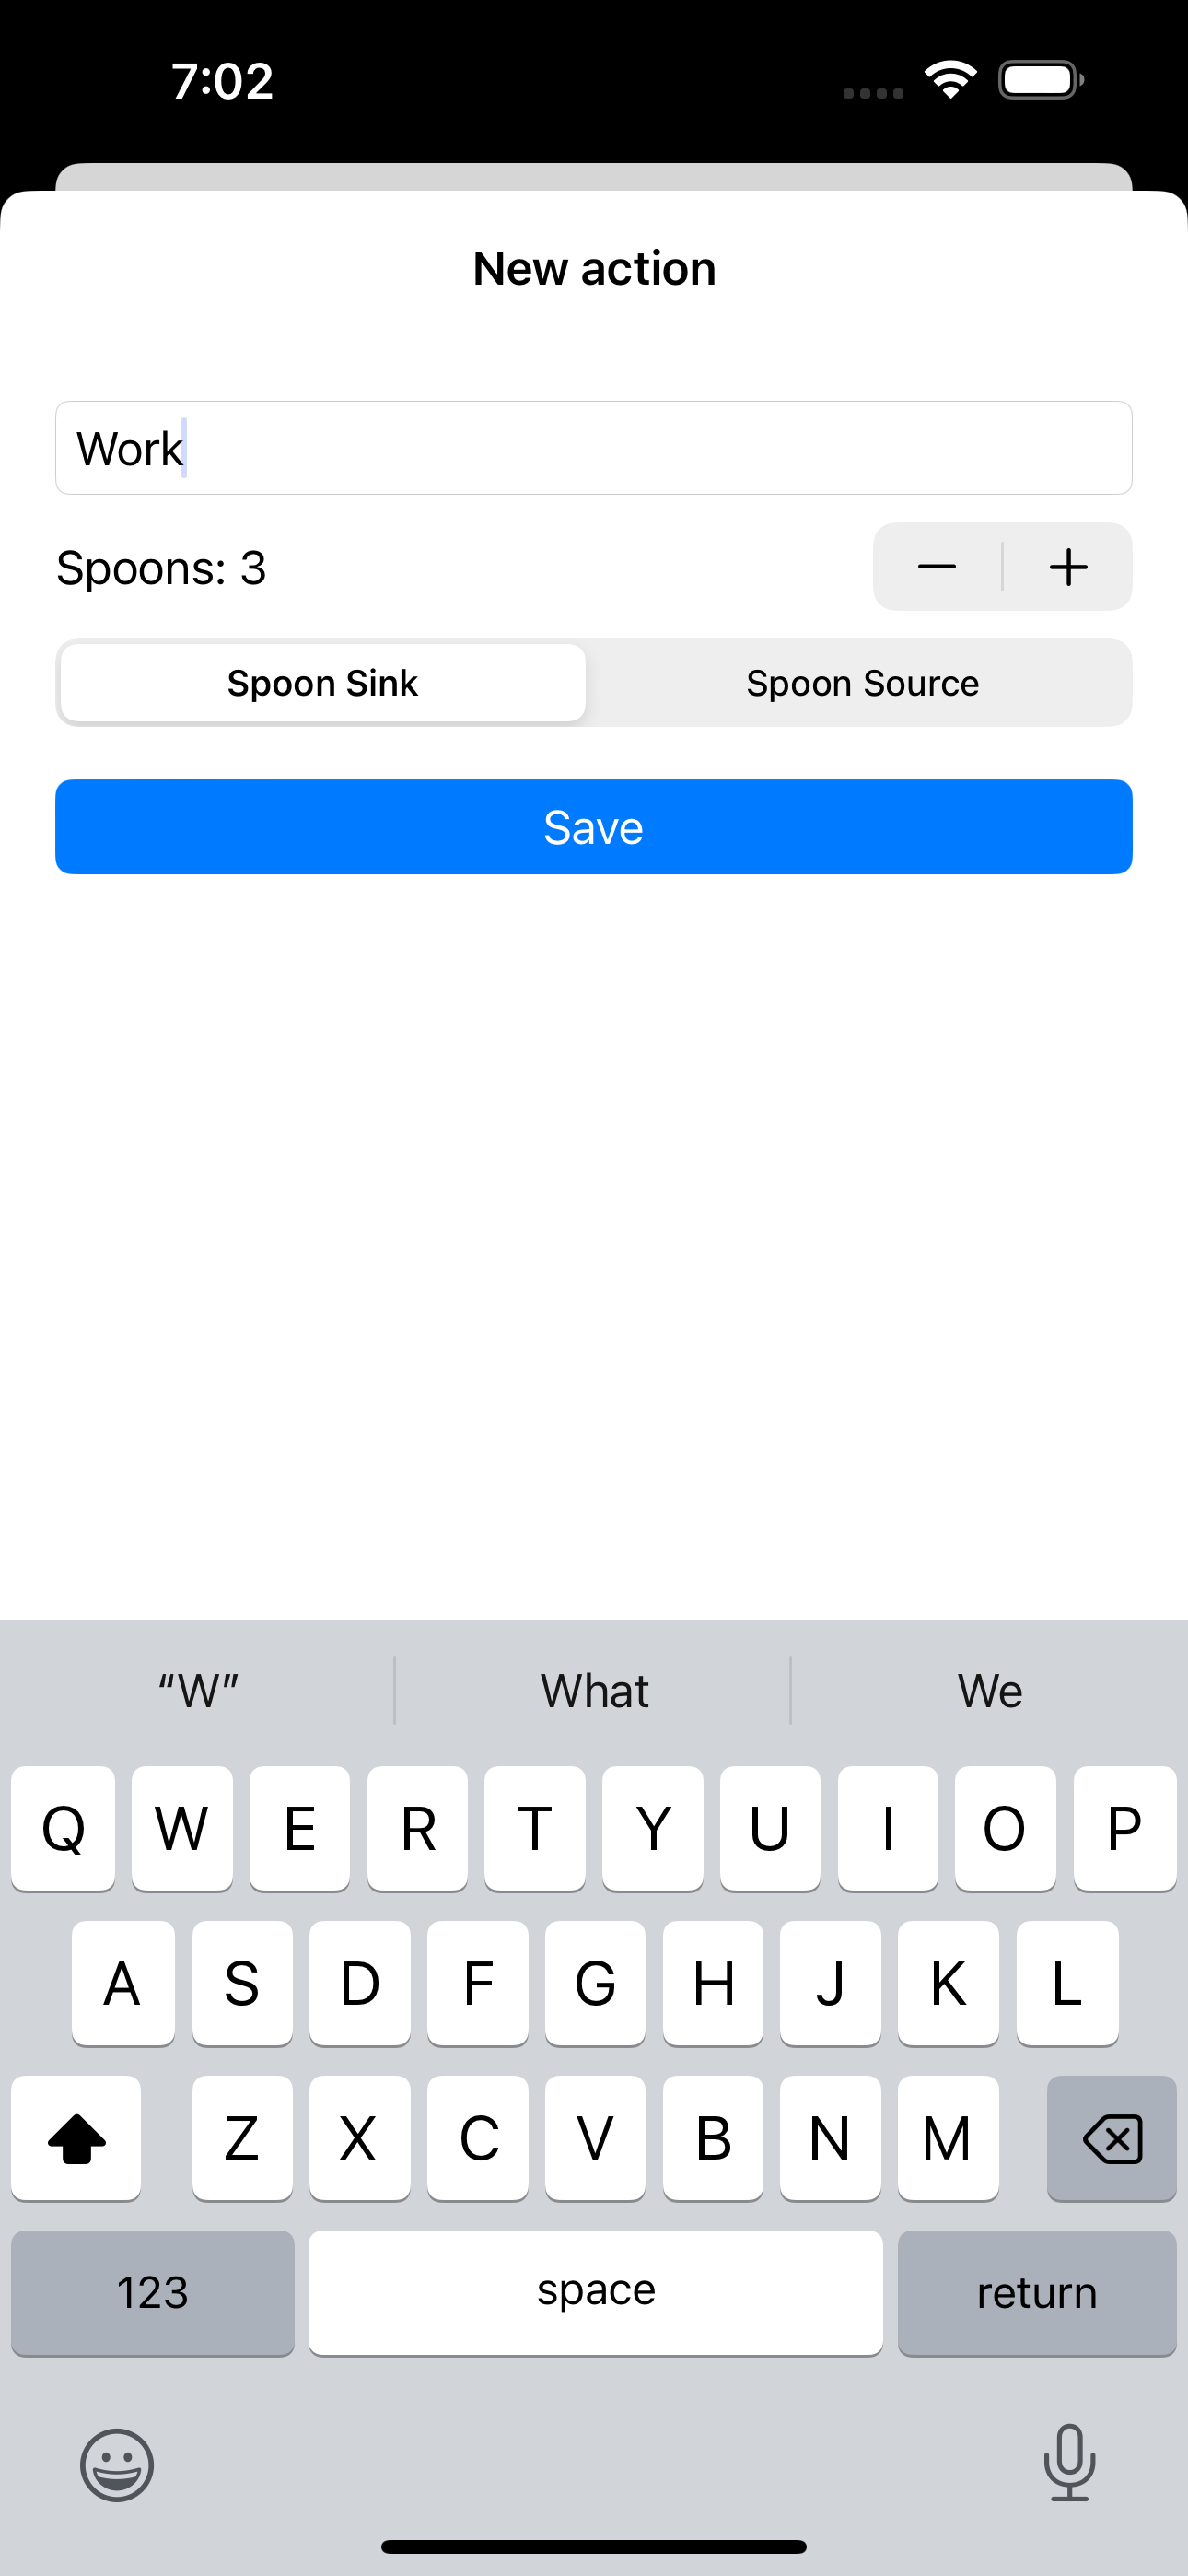 7:02
New action
Work
Spoons: 3
Spoon Sink Spoon Source
Save
“W” What We
Q W E R T Y U I O P
A S D F G H J K L
Z X C V B N M
123 space return